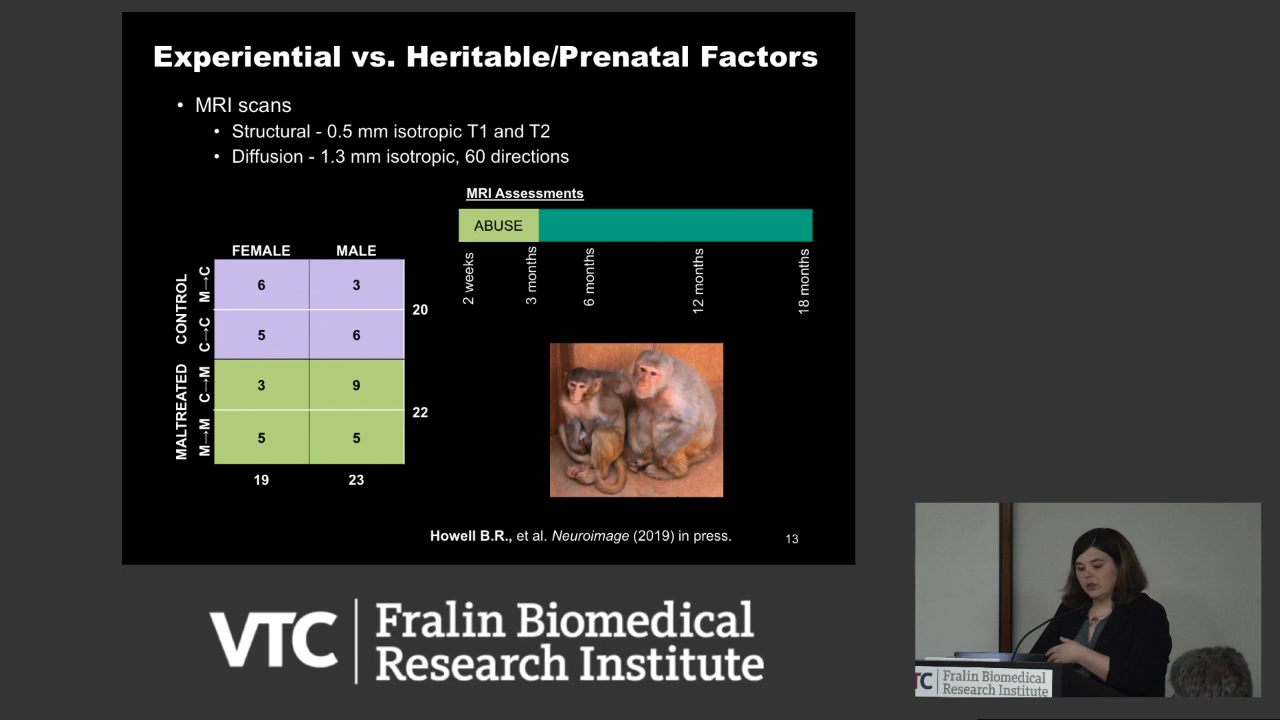 Experiential vs. Heritable/Prenatal Factors
• MRI scans
• Structural - 0.5 mm isotropic T1 and T2
• Diffusion - 1.3 mm isotropic, 60 directions
MRI Assessments
ABUSE
2 weeks
3 months
6 months
12 months
18 months
FEMALE MALE
CONTROL
M→C
6 3
20
C→C
5 6
MALTREATED
C→M
3 9
22
M→M
5 5
19 23
Howell B.R., et al. Neuroimage (2019) in press.
13
VTC
Fralin Biomedical
Research Institute
TC
Fralin Biomedical
Research Institute